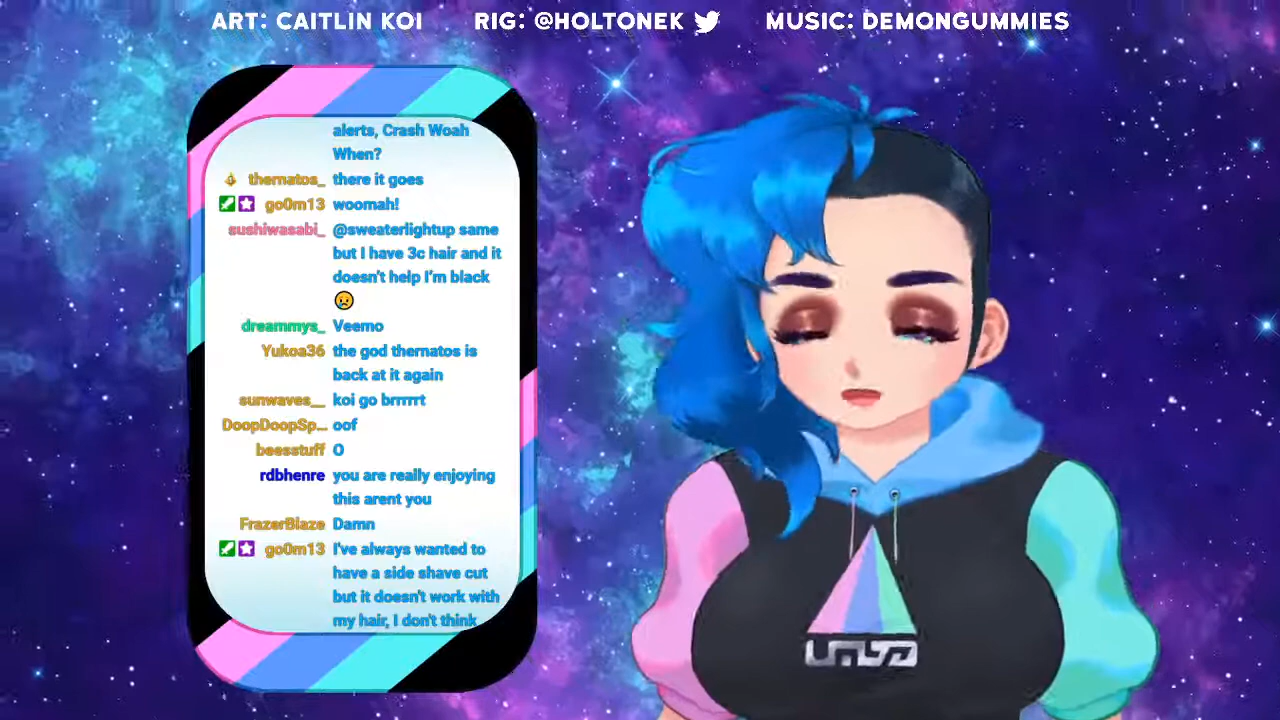 ART: CAITLIN KOI RIG: @HOLTONEK MUSIC: DEMONGUMMIES
alerts, Crash Woah
When?
thernatos_ there it goes
go0m13 woomah!
sushiwasabi_ @sweaterlightup same
but I have 3c hair and it
doesn't help I'm black
dreammys_ Veemo
Yukoa36 the god thernatos is
back at it again
sunwaves__ koi go brrrrrt
DoopDoopSp... oof
beesstuff O
rdbhenre you are really enjoying
this arent you
FrazerBlaze Damn
go0m13 I've always wanted to
have a side shave cut
but it doesn't work with
my hair, I don't think